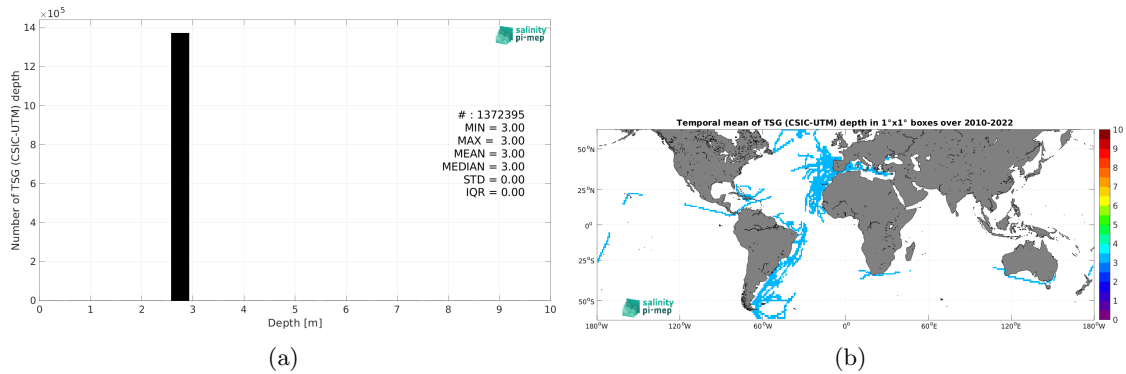 ×10⁵
14
12
10
8
6
4
2
0
Number of TSG (CSIC-UTM) depth
salinity
pi-mep
# : 1372395
MIN = 3.00
MAX = 3.00
MEAN = 3.00
MEDIAN = 3.00
STD = 0.00
IQR = 0.00
0 1 2 3 4 5 6 7 8 9 10
Depth [m]
(a)
Temporal mean of TSG (CSIC-UTM) depth in 1°x1° boxes over 2010-2022
50°N
25°N
0°
25°S
50°S
salinity
pi-mep
180°W 120°W 60°W 0° 60°E 120°E 180°W
10
9
8
7
6
5
4
3
2
1
0
(b)